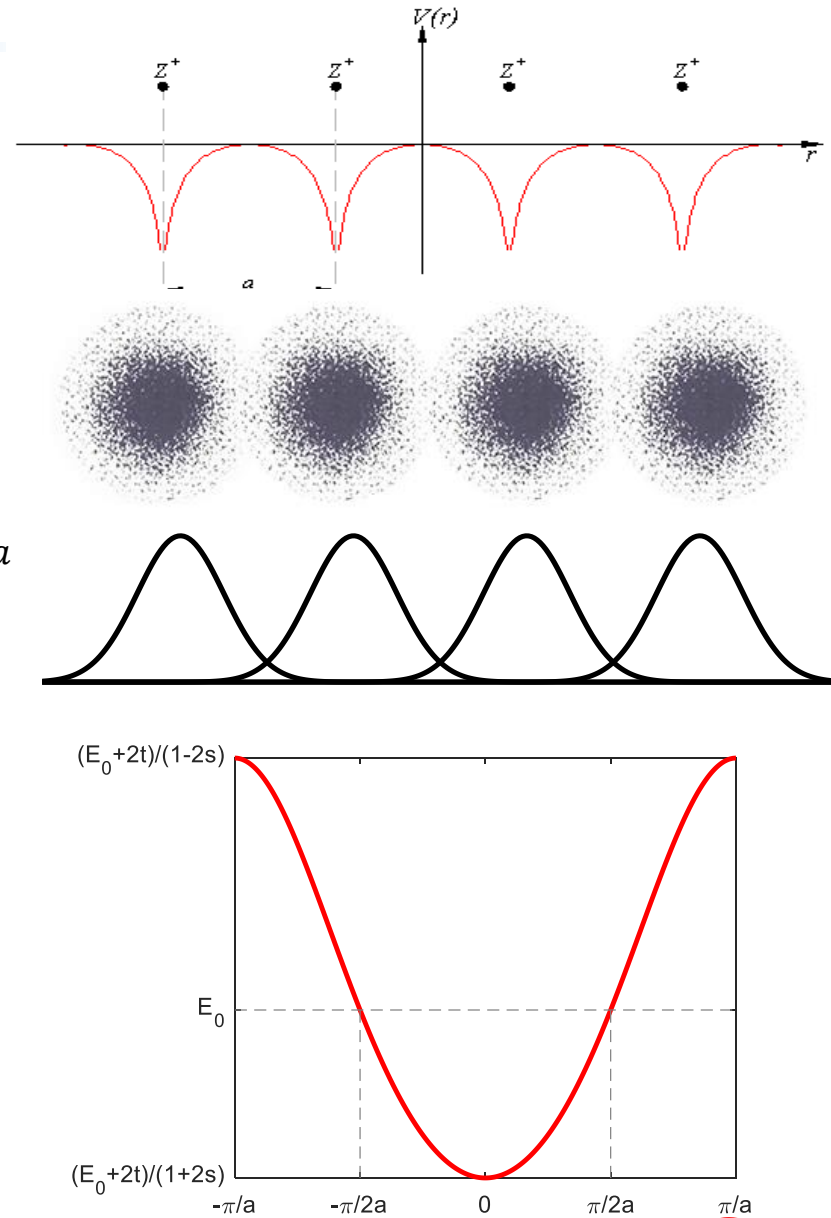 V(r)
Z⁺ Z⁺ Z⁺ Z⁺
r
a
a
(E₀+2t)/(1-2s)
E₀
(E₀+2t)/(1+2s)
-π/a -π/2a 0 π/2a π/a